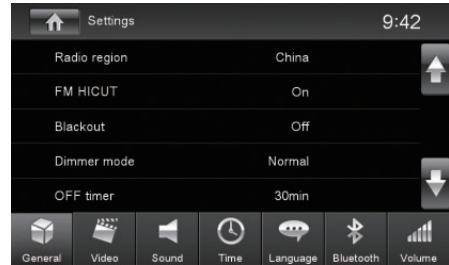 Settings 9:42
Radio region China
FM HICUT On
Blackout Off
Dimmer mode Normal
OFF timer 30min
General Video Sound Time Language Bluetooth Volume